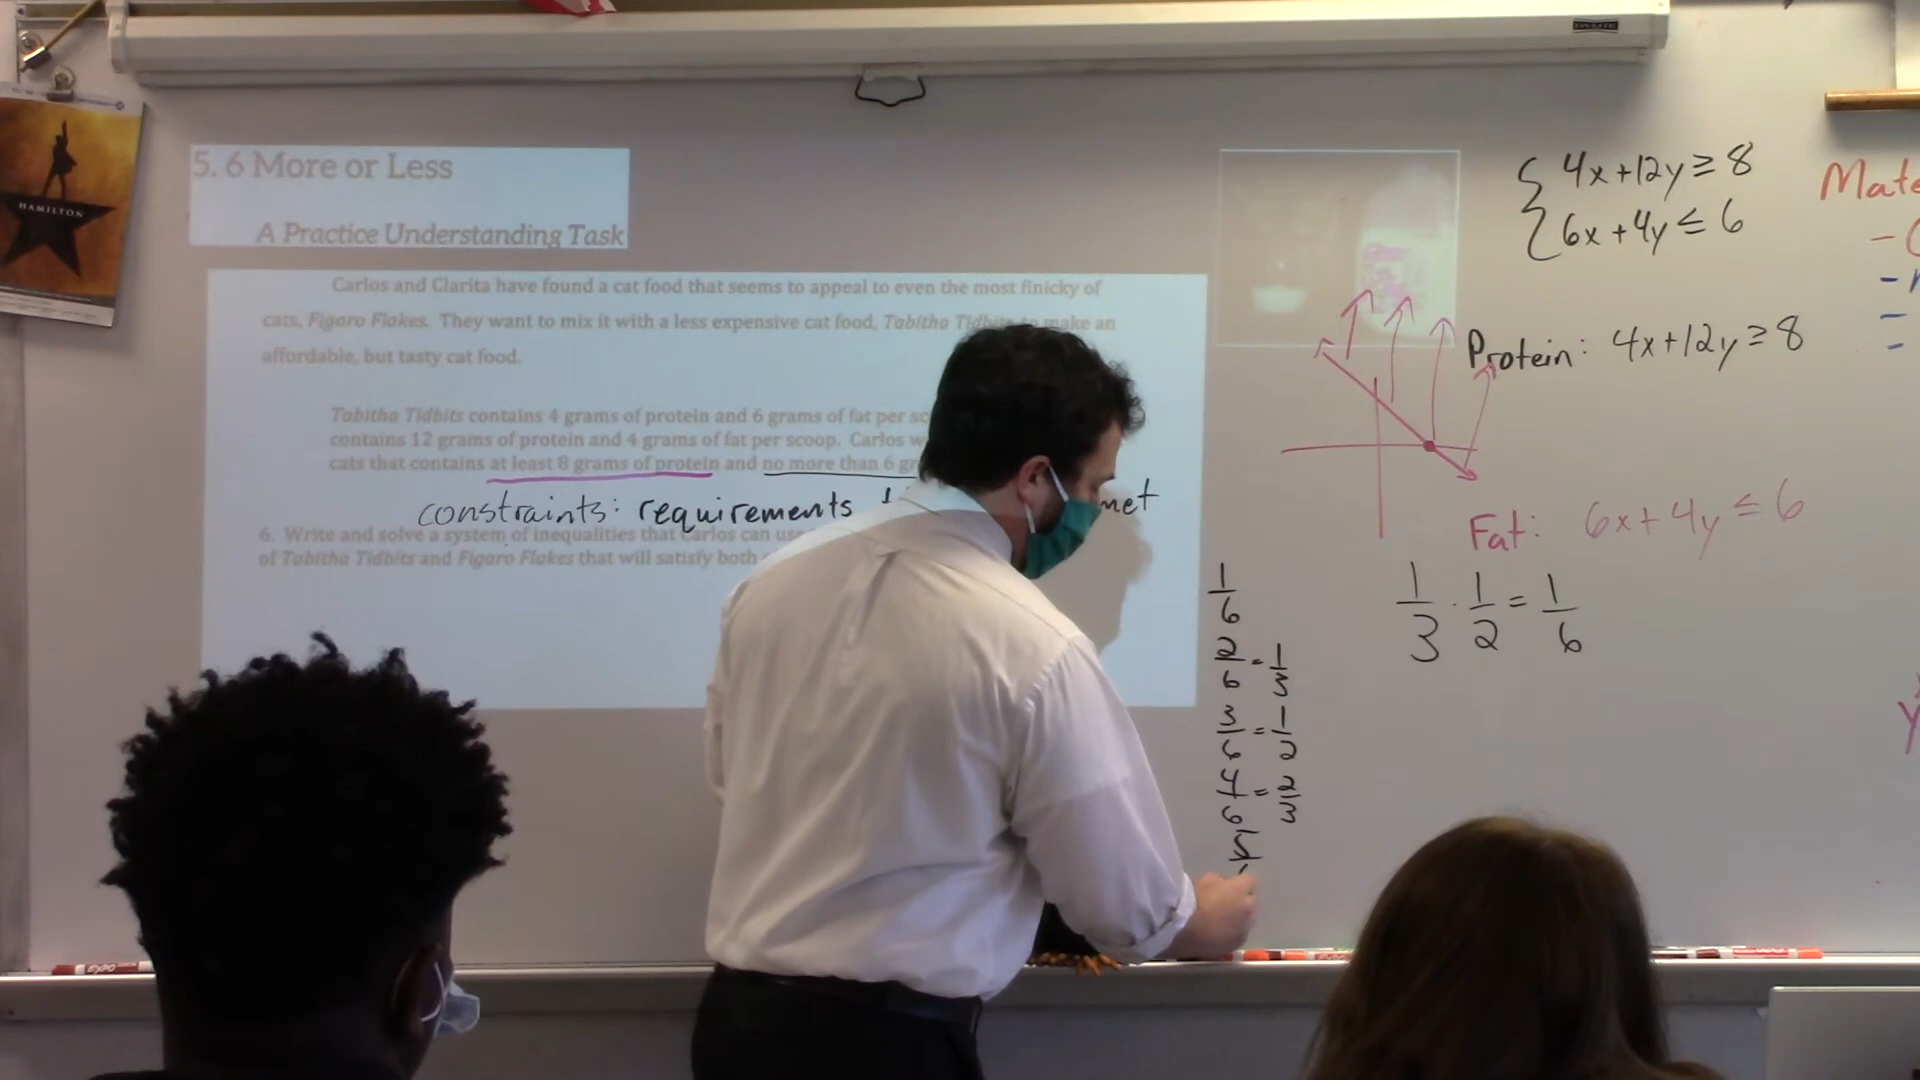 HAMILTON
5. 6 More or Less
A Practice Understanding Task
Carlos and Clarita have found a cat food that seems to appeal to even the most finicky of
cats, Figaro Flakes. They want to mix it with a less expensive cat food, Tabitha Tidbits to make an
affordable, but tasty cat food.
Tabitha Tidbits contains 4 grams of protein and 6 grams of fat per
contains 12 grams of protein and 4 grams of fat per scoop. Carlos
cats that contains at least 8 grams of protein and no more than 6
constraints: requirements met
6. Write and solve a system of inequalities that Carlos can
of Tabitha Tidbits and Figaro Flakes that will satisfy both
4x+12y≥8
6x+4y≤6
Protein: 4x+12y≥8
Fat: 6x+4y≤6
1/3 · 1/2 = 1/6
1/6
2/6 = 1/3
3/6 = 1/2
4/6 = 2/3
EXPO